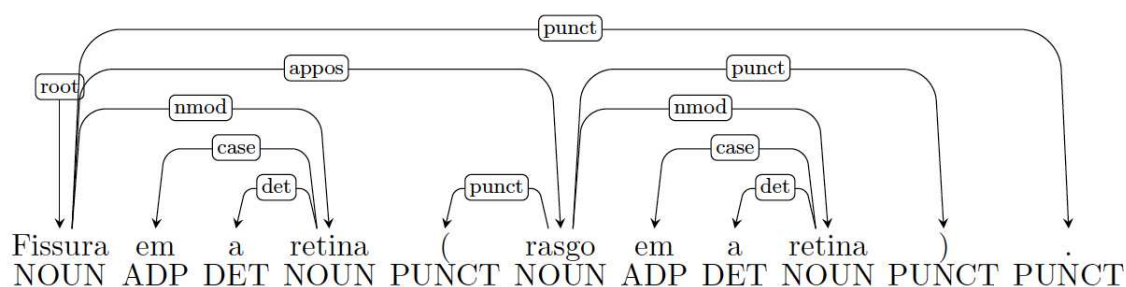 punct
appos punct
root
nmod nmod
case case
det punct det
Fissura em a retina ( rasgo em a retina ) .
NOUN ADP DET NOUN PUNCT NOUN ADP DET NOUN PUNCT PUNCT